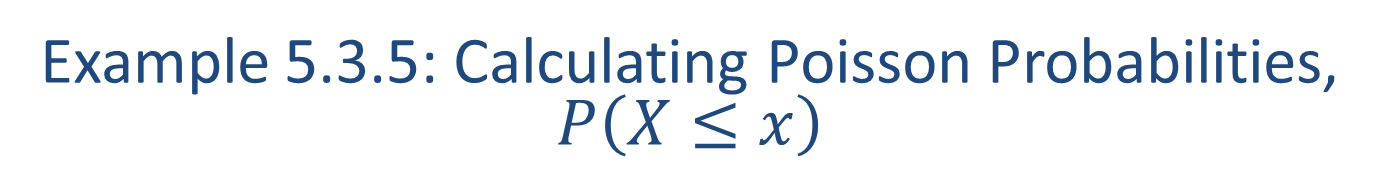 Example 5.3.5: Calculating Poisson Probabilities,
P(X ≤ x)